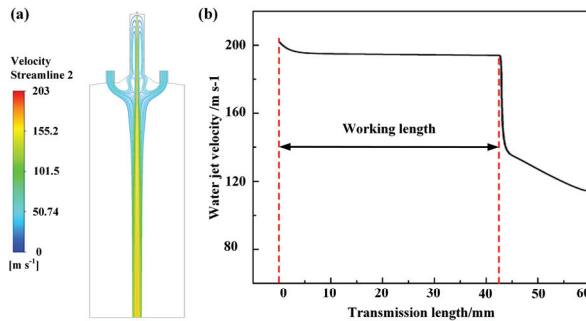 (a)
Velocity
Streamline 2
203
155.2
101.5
50.74
0
[m s-1]
(b)
Water jet velocity /m s-1
200
160
120
80
Working length
0 10 20 30 40 50 60
Transmission length/mm